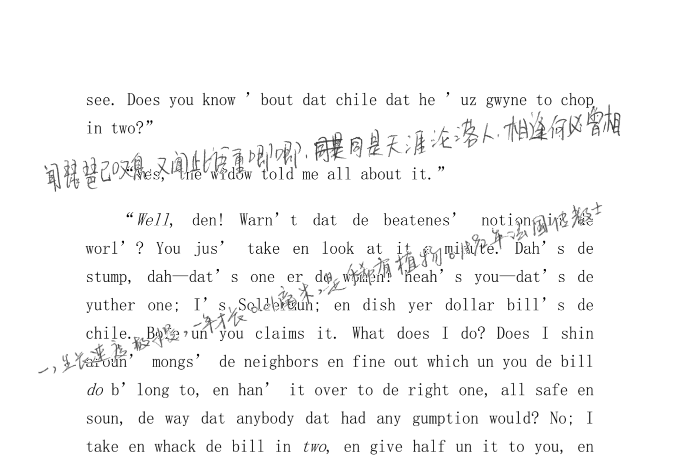 see. Does you know ’bout dat chile dat he ’uz gwyne to chop
in two?”
闻琵琶已叹息,又闻此语重唧唧,同是天涯沦落人,相逢何必曾相
“Yes, the widow told me all about it.”
“Well, den! Warn’t dat de beatenes’ notion in de
worl’? You jus’ take en look at it a minute. Dah’s de
stump, dah—dat’s one er de women; heah’s you—dat’s de
yuther one; I’s Sollermun; en dish yer dollar bill’s de
chile. Bofe un you claims it. What does I do? Does I shin
一,生长速度极慢,一年才长厘米,是稀有植物 法国传教士
aroun’ mongs’ de neighbors en fine out which un you de bill
do b’long to, en han’ it over to de right one, all safe en
soun, de way dat anybody dat had any gumption would? No; I
take en whack de bill in two, en give half un it to you, en